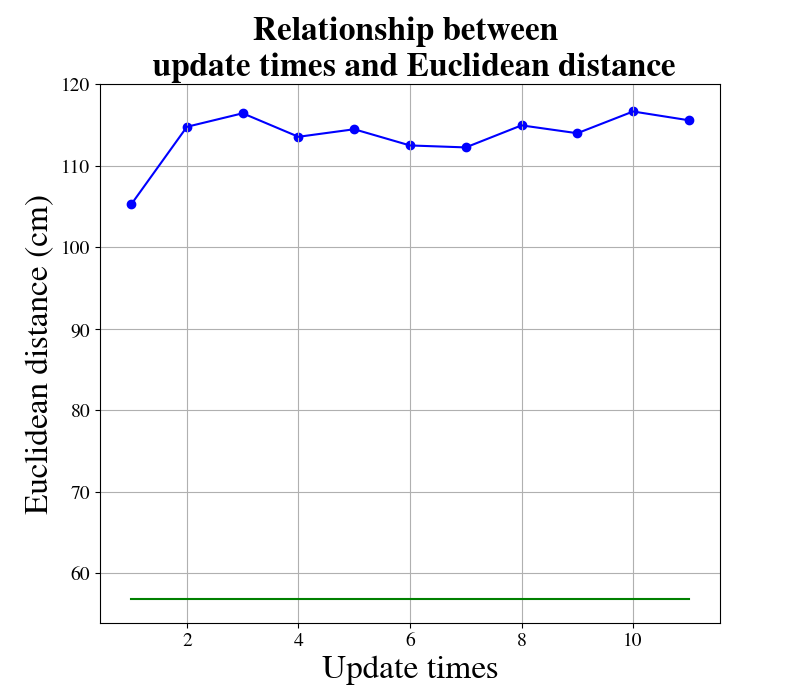 Relationship between
update times and Euclidean distance
120
110
100
90
80
70
60
Euclidean distance (cm)
2 4 6 8 10
Update times